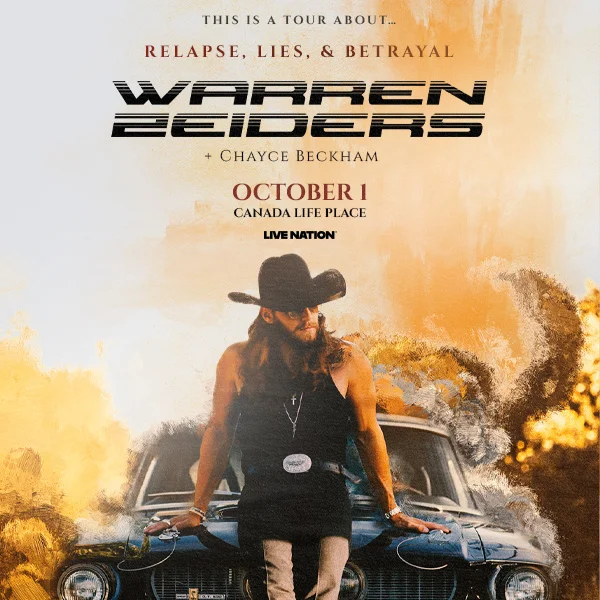 THIS IS A TOUR ABOUT...
RELAPSE, LIES, & BETRAYAL
WARREN
ZEIDERS
+ CHAYCE BECKHAM
OCTOBER 1
CANADA LIFE PLACE
LIVE NATION